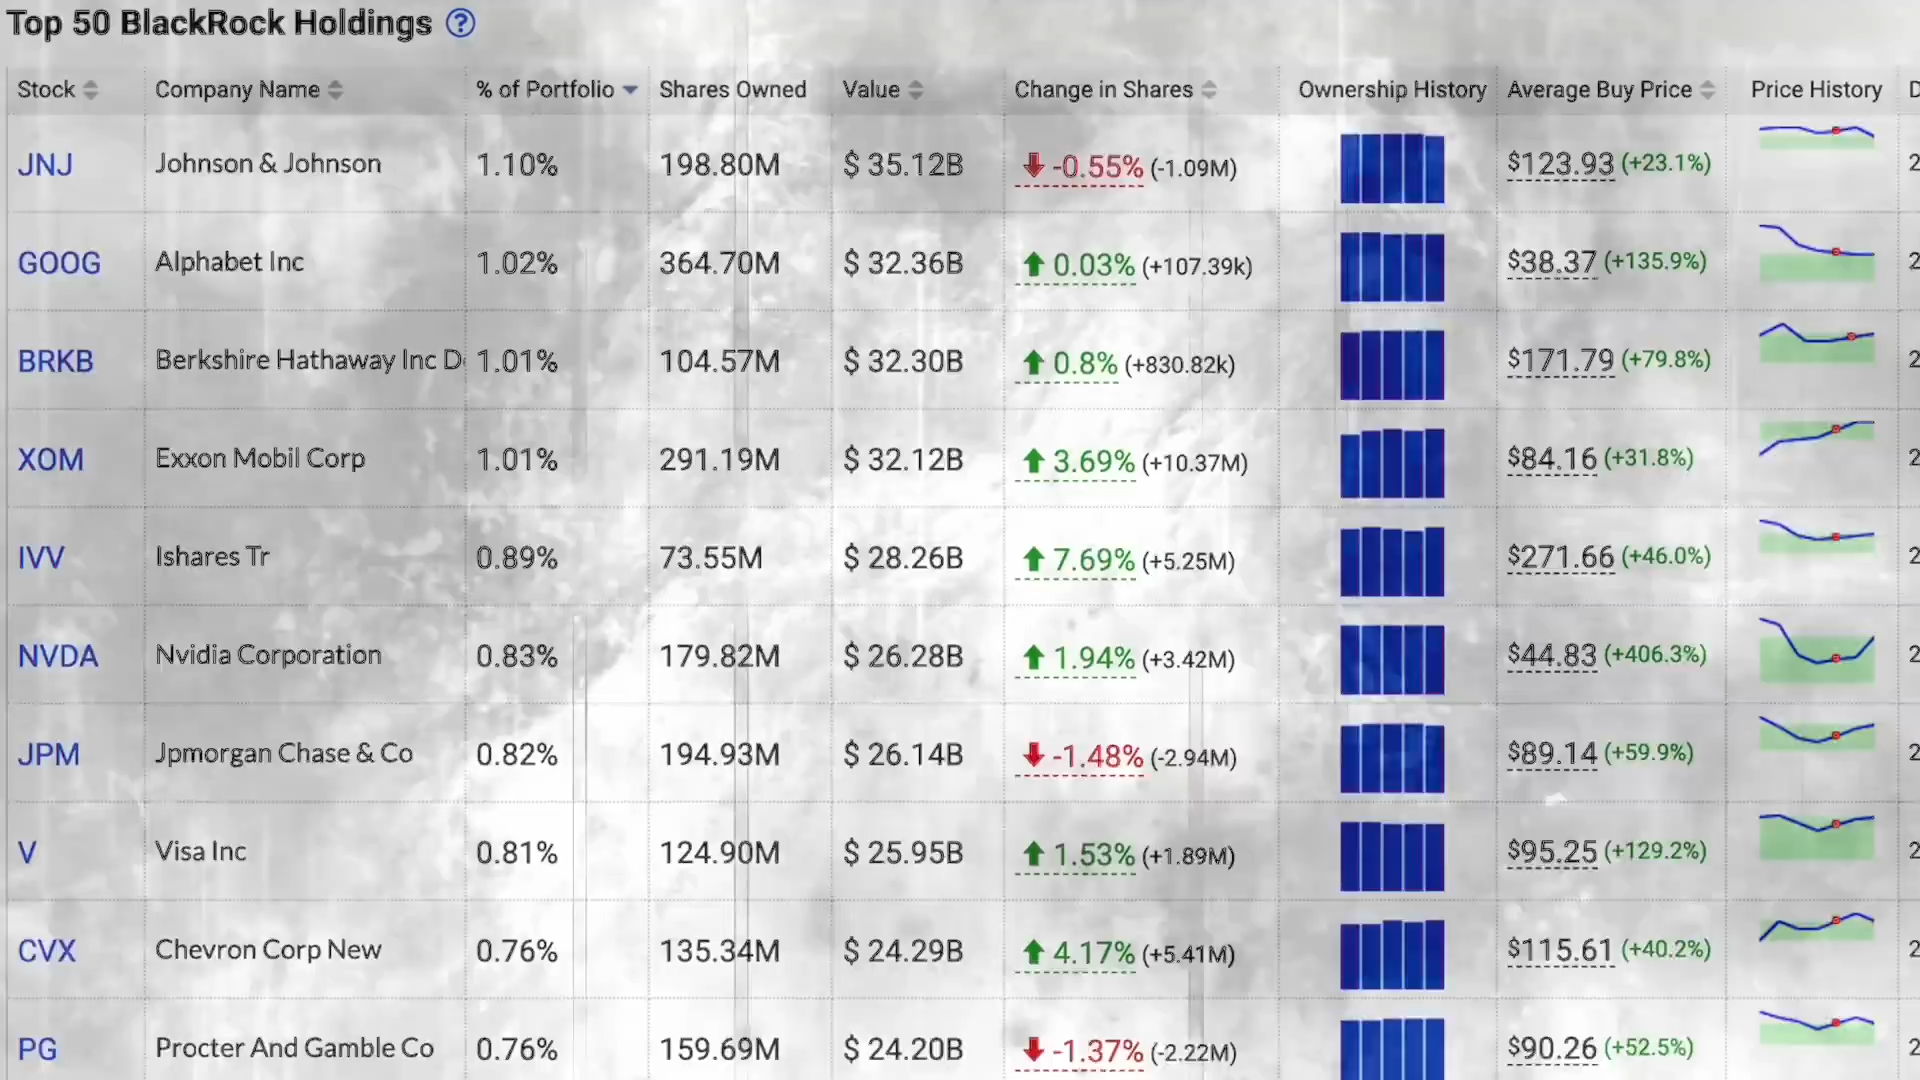 Top 50 BlackRock Holdings ?
Stock Company Name % of Portfolio Shares Owned Value Change in Shares Ownership History Average Buy Price Price History
JNJ Johnson & Johnson 1.10% 198.80M $ 35.12B -0.55% (-1.09M) $123.93 (+23.1%)
GOOG Alphabet Inc 1.02% 364.70M $ 32.36B 0.03% (+107.39k) $38.37 (+135.9%)
BRKB Berkshire Hathaway Inc D 1.01% 104.57M $ 32.30B 0.8% (+830.82k) $171.79 (+79.8%)
XOM Exxon Mobil Corp 1.01% 291.19M $ 32.12B 3.69% (+10.37M) $84.16 (+31.8%)
IVV Ishares Tr 0.89% 73.55M $ 28.26B 7.69% (+5.25M) $271.66 (+46.0%)
NVDA Nvidia Corporation 0.83% 179.82M $ 26.28B 1.94% (+3.42M) $44.83 (+406.3%)
JPM Jpmorgan Chase & Co 0.82% 194.93M $ 26.14B -1.48% (-2.94M) $89.14 (+59.9%)
V Visa Inc 0.81% 124.90M $ 25.95B 1.53% (+1.89M) $95.25 (+129.2%)
CVX Chevron Corp New 0.76% 135.34M $ 24.29B 4.17% (+5.41M) $115.61 (+40.2%)
PG Procter And Gamble Co 0.76% 159.69M $ 24.20B -1.37% (-2.22M) $90.26 (+52.5%)